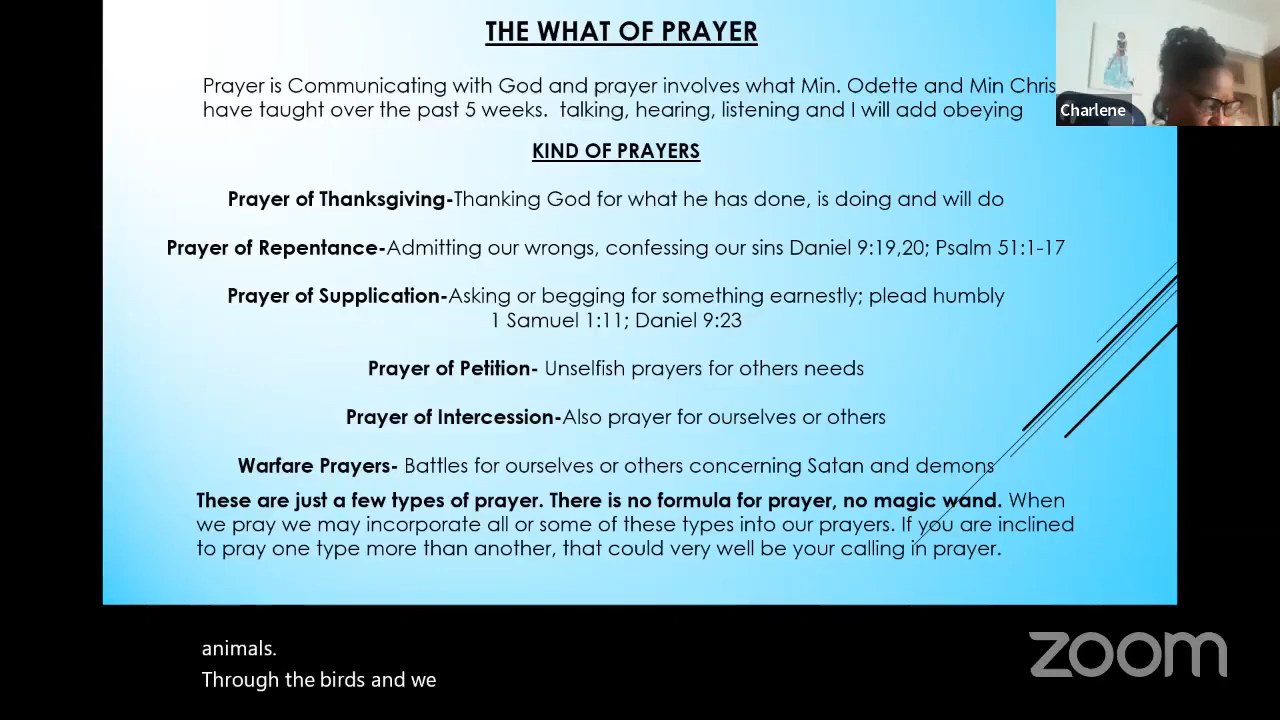 THE WHAT OF PRAYER
Prayer is Communicating with God and prayer involves what Min. Odette and Min Chris
have taught over the past 5 weeks. talking, hearing, listening and I will add obeying
Charlene
KIND OF PRAYERS
Prayer of Thanksgiving-Thanking God for what he has done, is doing and will do
Prayer of Repentance-Admitting our wrongs, confessing our sins Daniel 9:19,20; Psalm 51:1-17
Prayer of Supplication-Asking or begging for something earnestly; plead humbly
1 Samuel 1:11; Daniel 9:23
Prayer of Petition- Unselfish prayers for others needs
Prayer of Intercession-Also prayer for ourselves or others
Warfare Prayers- Battles for ourselves or others concerning Satan and demons
These are just a few types of prayer. There is no formula for prayer, no magic wand. When
we pray we may incorporate all or some of these types into our prayers. If you are inclined
to pray one type more than another, that could very well be your calling in prayer.
animals.
Through the birds and we
zoom